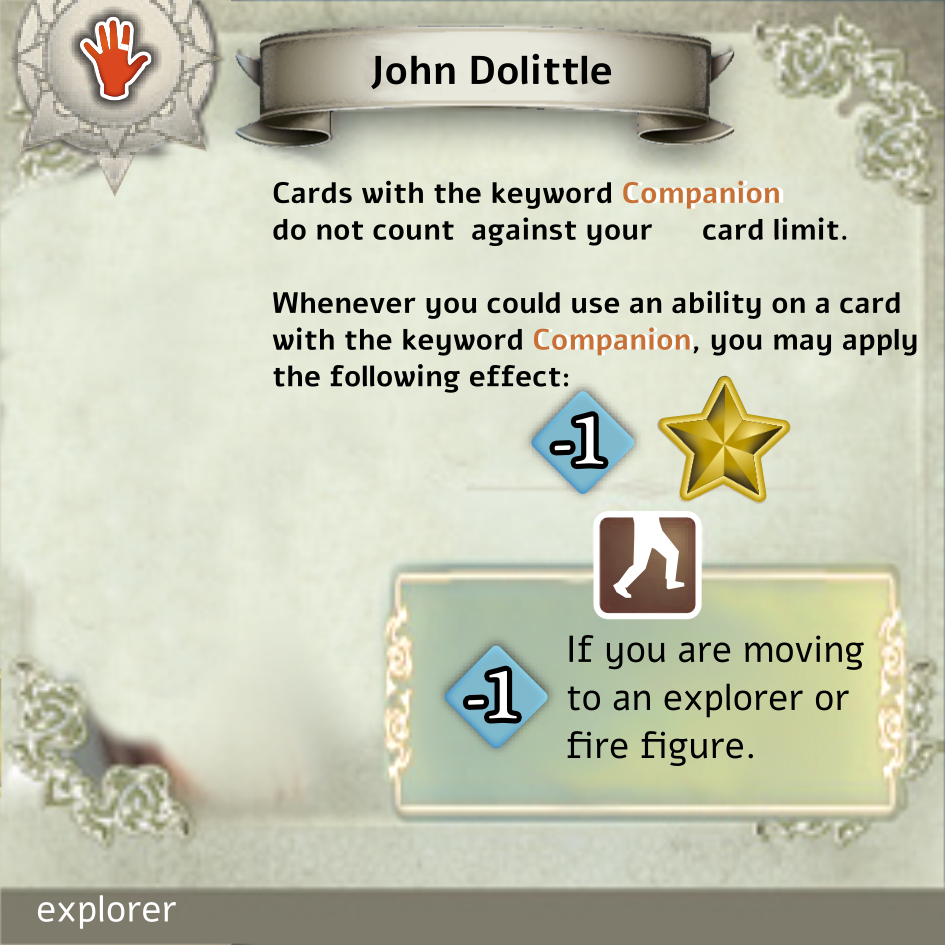 John Dolittle
Cards with the keyword Companion
do not count against your card limit.
Whenever you could use an ability on a card
with the keyword Companion, you may apply
the following effect:
-1
If you are moving
-1
to an explorer or
fire figure.
explorer